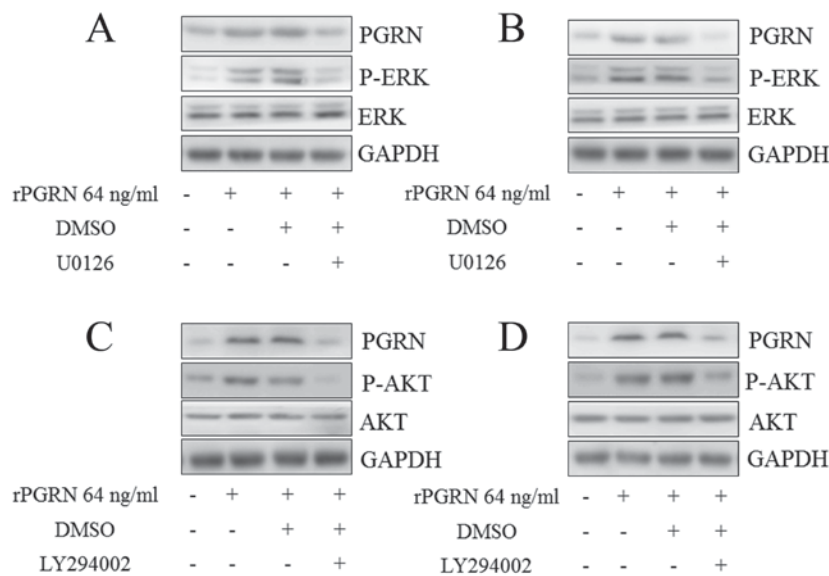 A
PGRN
P-ERK
ERK
GAPDH
rPGRN 64 ng/ml - + + +
DMSO - - + +
U0126 - - - +
B
PGRN
P-ERK
ERK
GAPDH
rPGRN 64 ng/ml - + + +
DMSO - - + +
U0126 - - - +
C
PGRN
P-AKT
AKT
GAPDH
rPGRN 64 ng/ml - + + +
DMSO - - + +
LY294002 - - - +
D
PGRN
P-AKT
AKT
GAPDH
rPGRN 64 ng/ml - + + +
DMSO - - + +
LY294002 - - - +